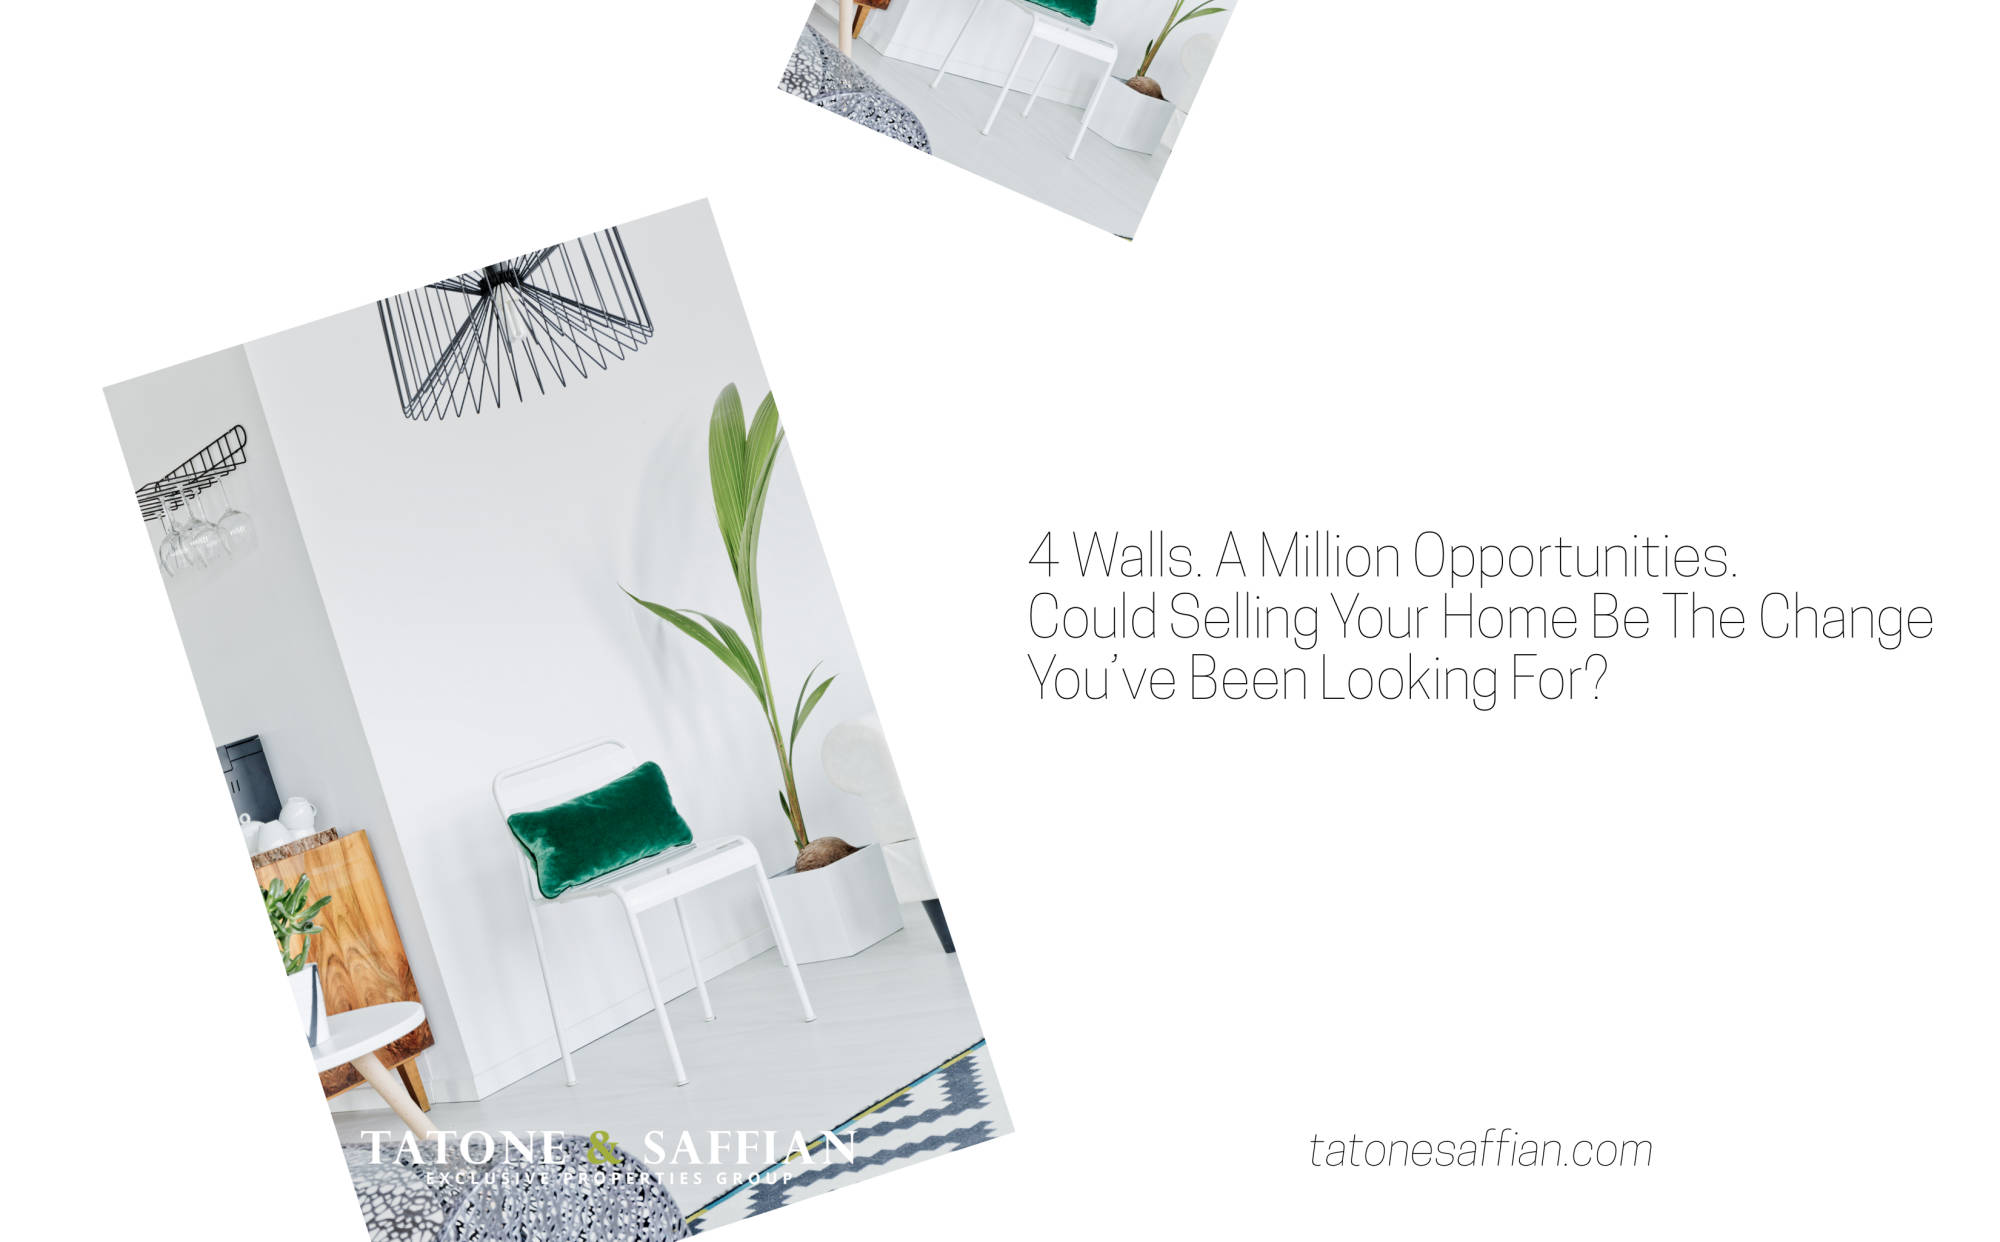 4 Walls. A Million Opportunities.
Could Selling Your Home Be The Change
You’ve Been Looking For?
TATONE & SAFFIAN
EXCLUSIVE PROPERTIES GROUP
tatonesaffian.com